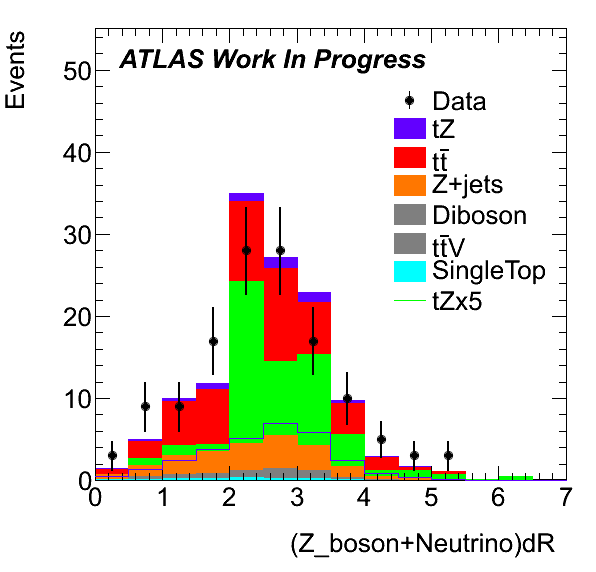 Events
ATLAS Work In Progress
50
40
30
20
10
0
Data
tZ
tt̄
Z+jets
Diboson
tt̄V
SingleTop
tZx5
0 1 2 3 4 5 6 7
(Z_boson+Neutrino)dR